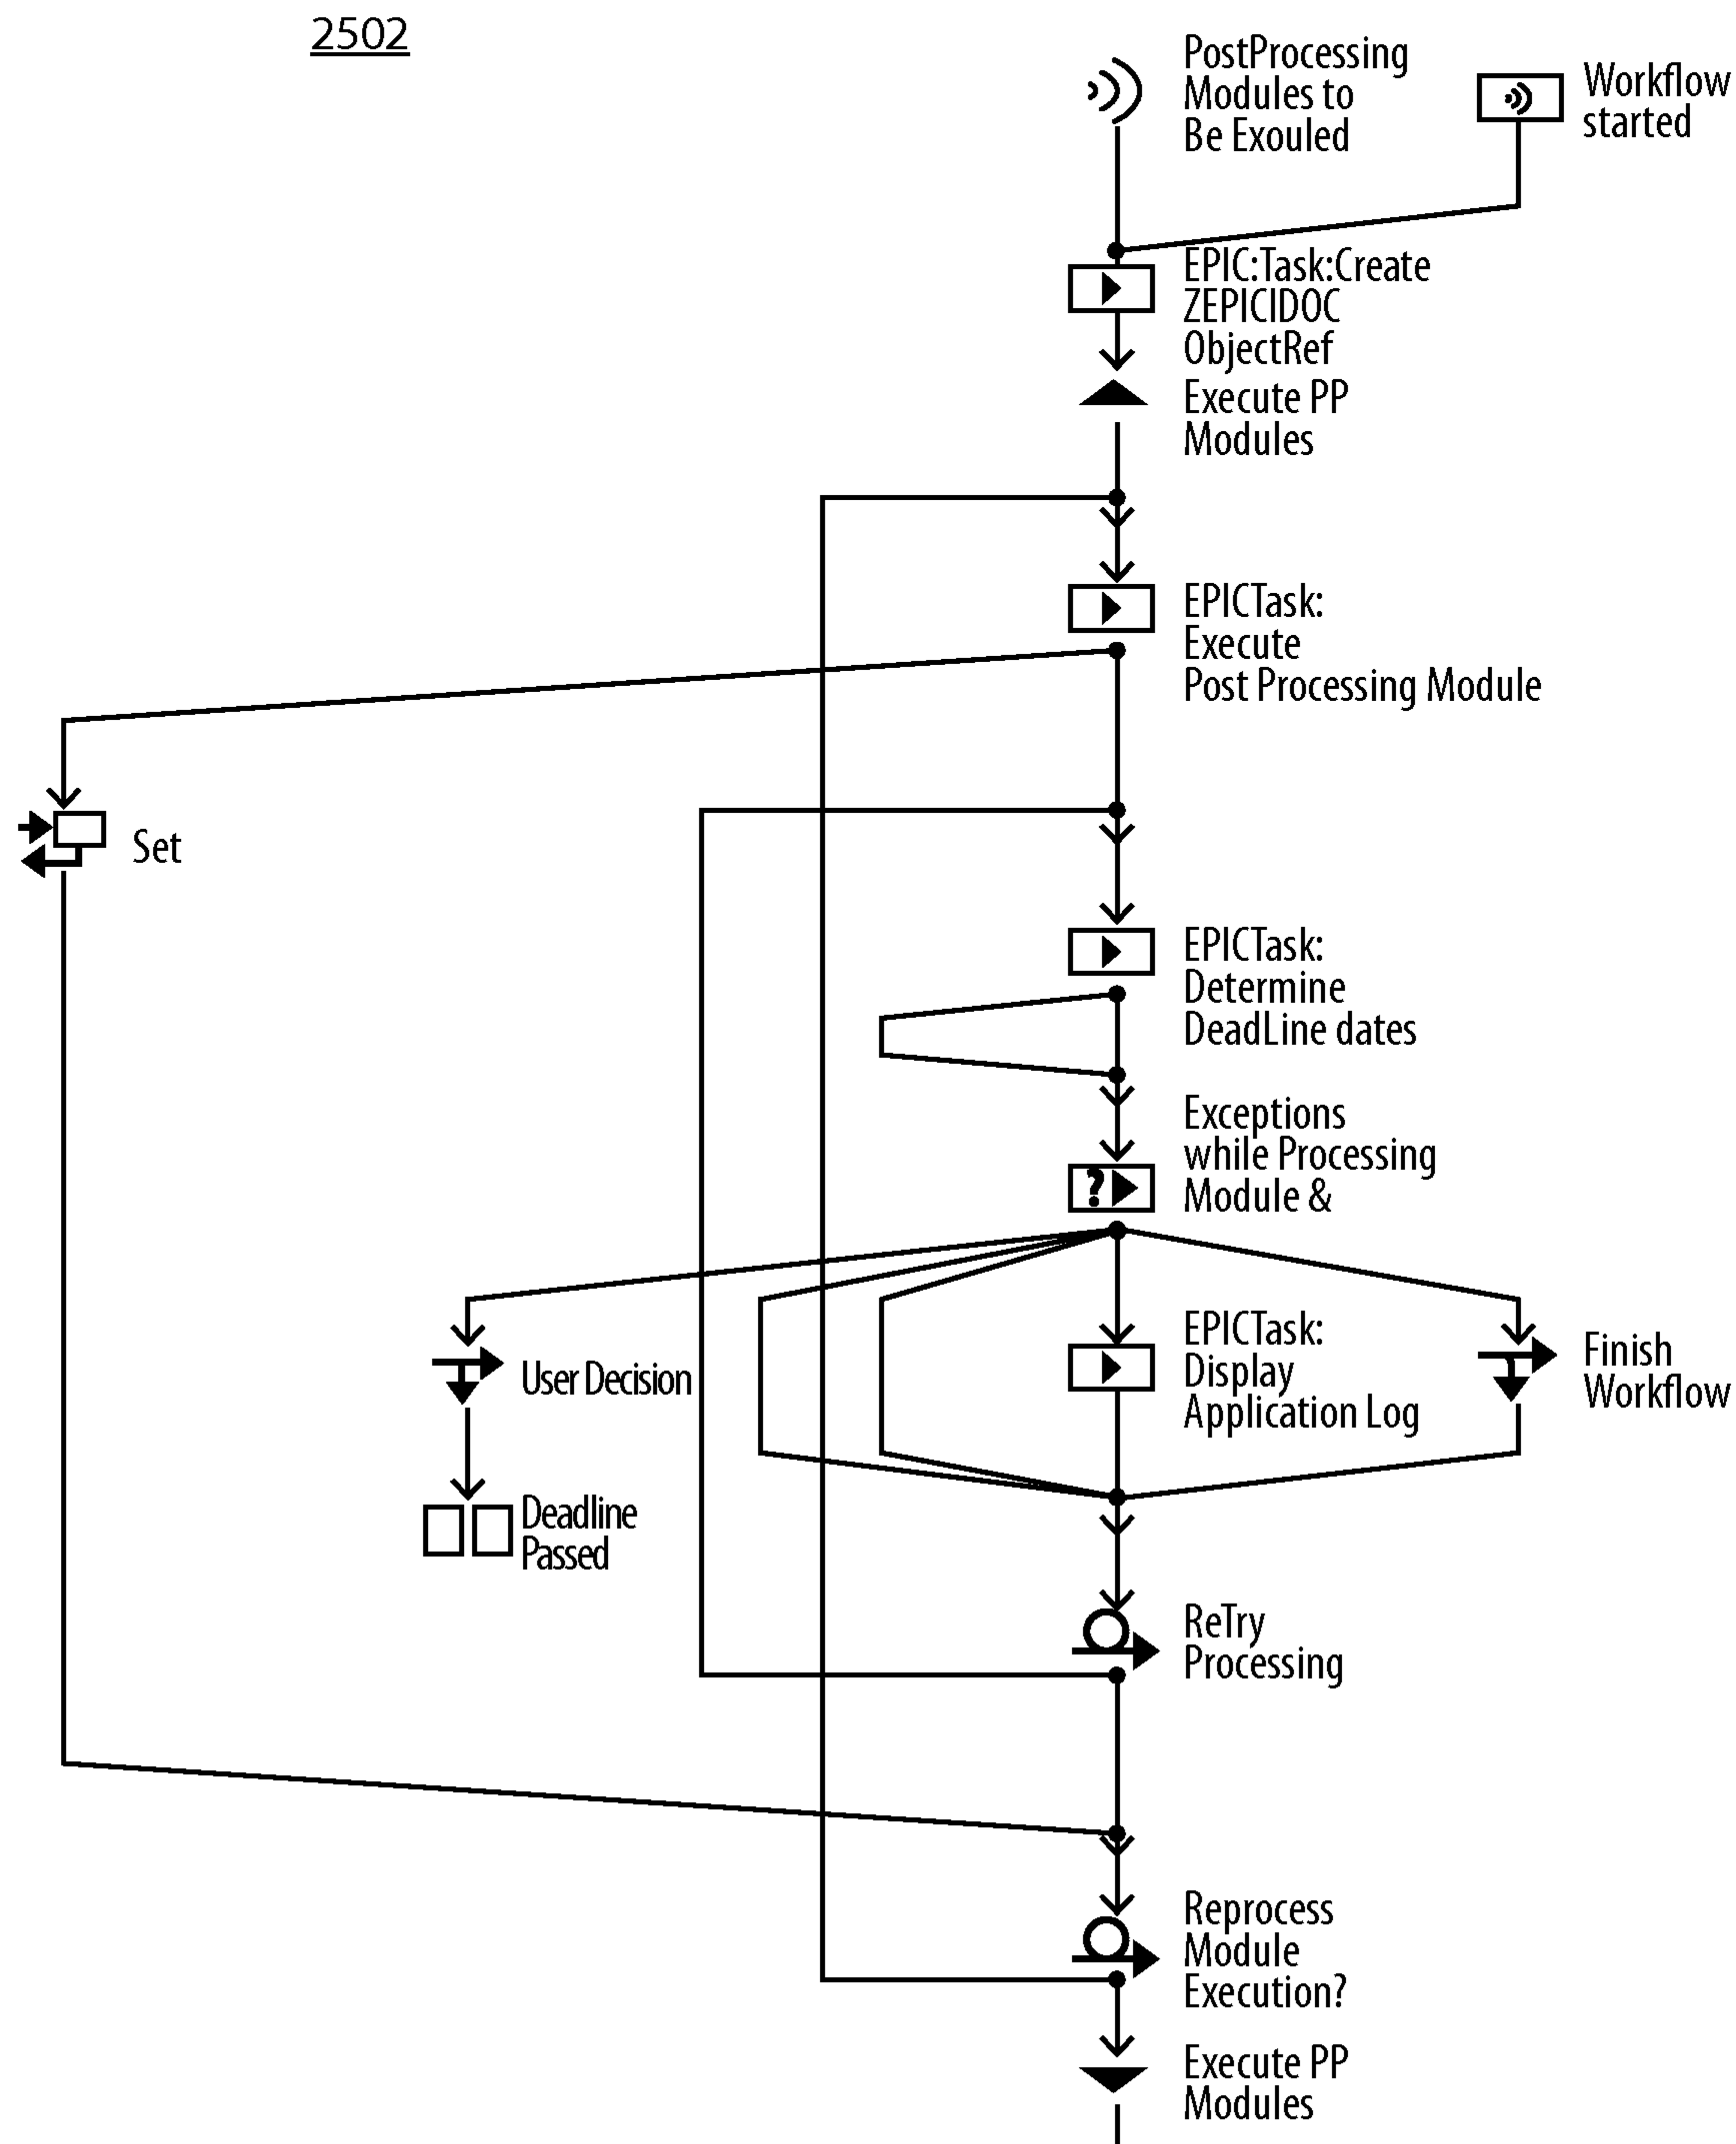 2502
PostProcessing
Modules to
Be Exouled
Workflow
started
EPIC:Task:Create
ZEPICIDOC
ObjectRef
Execute PP
Modules
EPICTask:
Execute
Post Processing Module
Set
EPICTask:
Determine
DeadLine dates
Exceptions
while Processing
Module &
?
User Decision
EPICTask:
Display
Application Log
Finish
Workflow
Deadline
Passed
ReTry
Processing
Reprocess
Module
Execution?
Execute PP
Modules